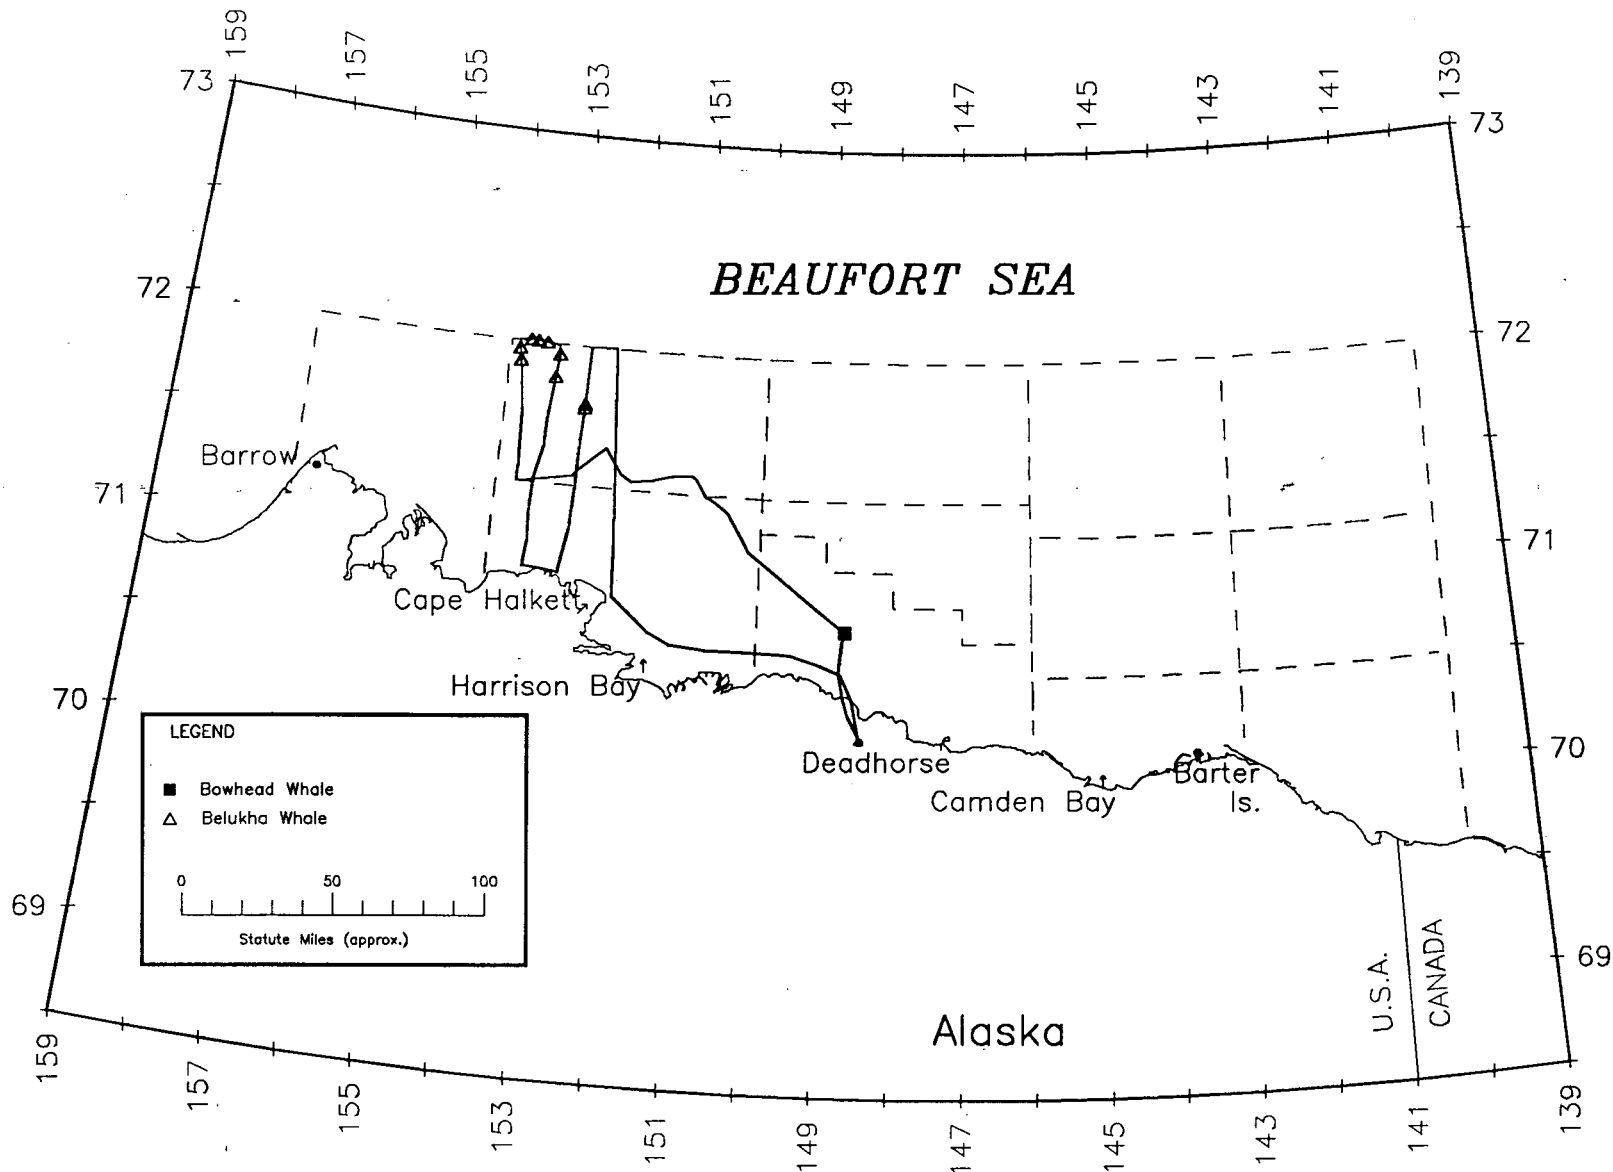 159
157
155
153
151
149
147
145
143
141
139
73
73
BEAUFORT SEA
72
72
Barrow
71
71
Cape Halkett
Harrison Bay
70
70
Deadhorse
Camden Bay
Barter
Is.
LEGEND
Bowhead Whale
Belukha Whale
0 50 100
Statute Miles (approx.)
69
69
U.S.A.
CANADA
Alaska
159
157
155
153
151
149
147
145
143
141
139